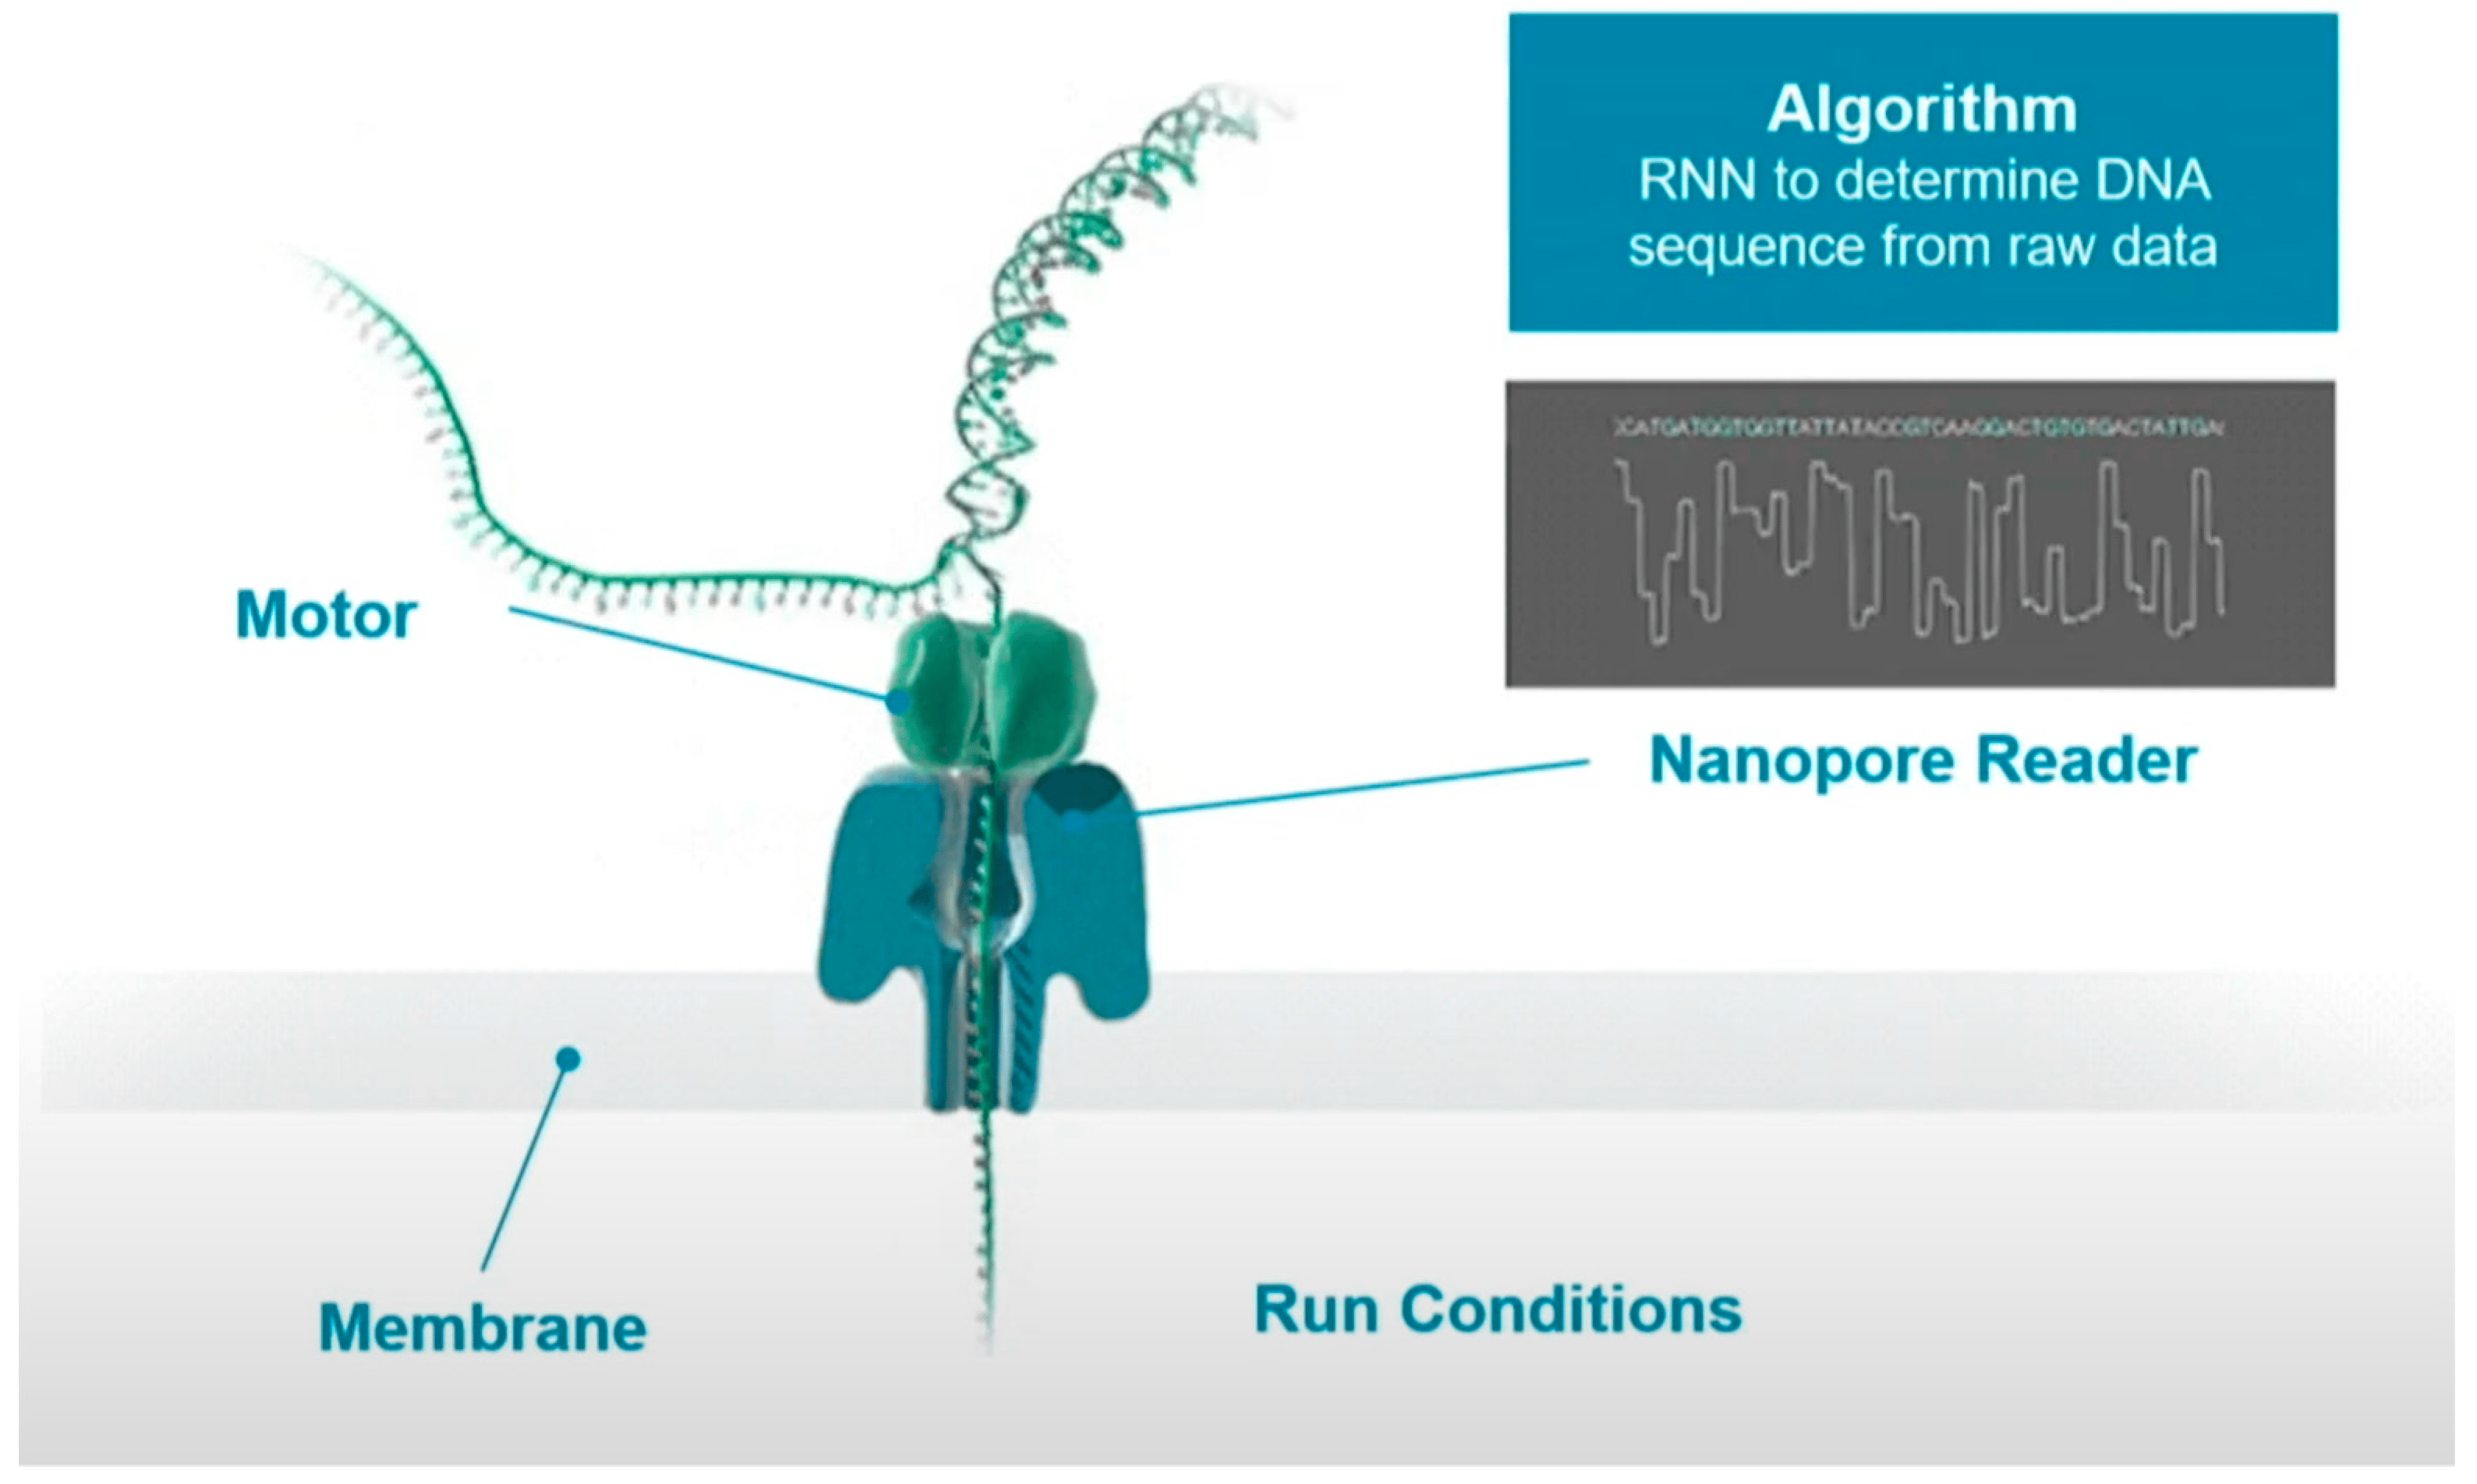 Algorithm
RNN to determine DNA
sequence from raw data
Motor
Nanopore Reader
Membrane
Run Conditions